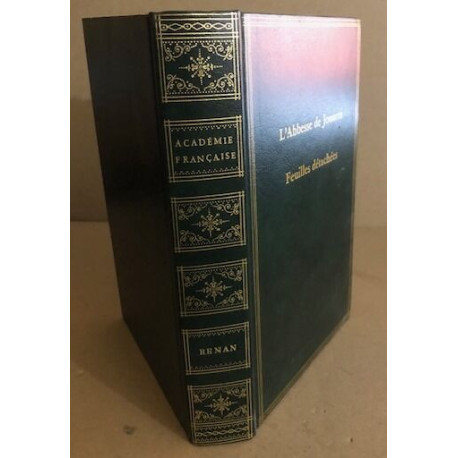 ACADÉMIE
FRANÇAISE
RENAN
L'Abbesse de Jouarre
Feuilles détachées